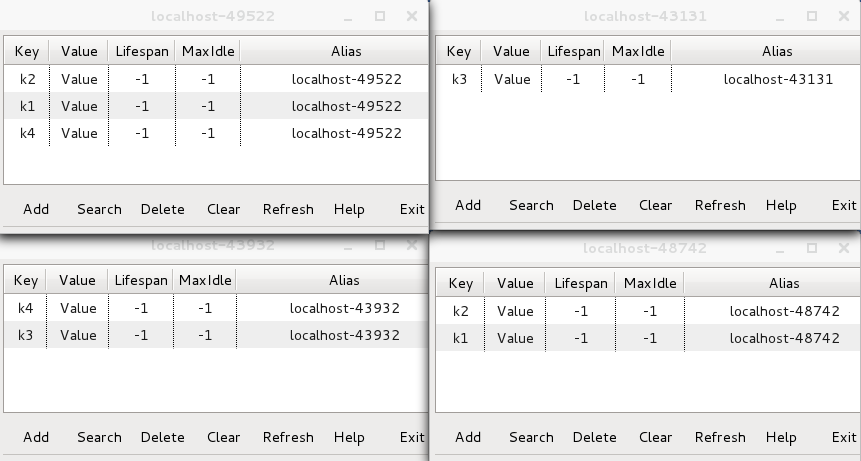 localhost-49522
Key Value Lifespan MaxIdle Alias
k2 Value -1 -1 localhost-49522
k1 Value -1 -1 localhost-49522
k4 Value -1 -1 localhost-49522
Add Search Delete Clear Refresh Help Exit
localhost-43131
Key Value Lifespan MaxIdle Alias
k3 Value -1 -1 localhost-43131
Add Search Delete Clear Refresh Help Exit
localhost-43932
Key Value Lifespan MaxIdle Alias
k4 Value -1 -1 localhost-43932
k3 Value -1 -1 localhost-43932
Add Search Delete Clear Refresh Help Exit
localhost-48742
Key Value Lifespan MaxIdle Alias
k2 Value -1 -1 localhost-48742
k1 Value -1 -1 localhost-48742
Add Search Delete Clear Refresh Help Exit